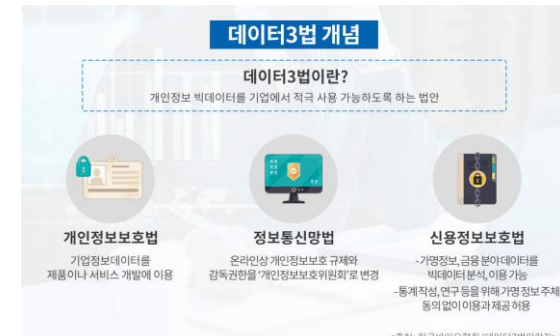 데이터3법 개념
데이터3법이란?
개인정보 빅데이터를 기업에서 적극 사용 가능하도록 하는 법안
개인정보보호법
기업정보데이터를
제품이나 서비스 개발에 이용
정보통신망법
온라인상 개인정보보호 규제와
감독권한을 '개인정보보호위원회'로 변경
신용정보보호법
-가명정보,금융 분야 데이터를
빅데이터 분석, 이용 가능
-통계 작성, 연구 등을 위해 가명 정보 주체
동의 없이 이용과 제공 허용